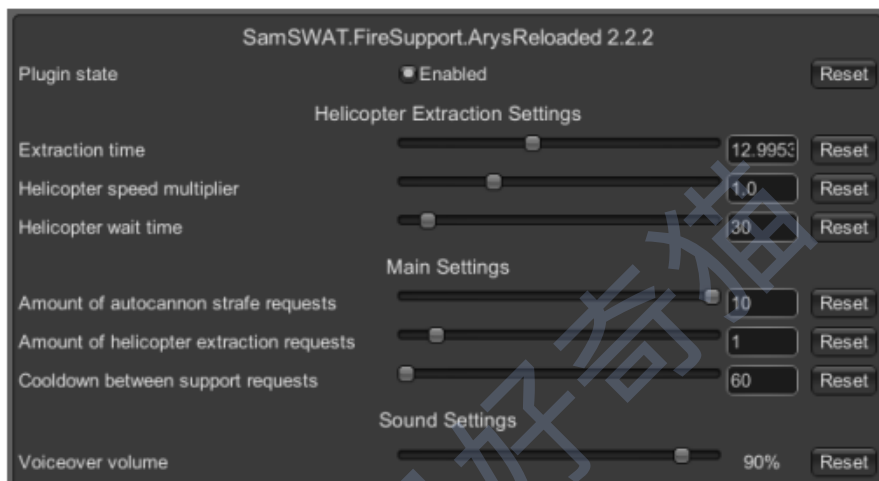 SamSWAT.FireSupport.ArysReloaded 2.2.2
Plugin state Enabled Reset
Helicopter Extraction Settings
Extraction time 12.9953 Reset
Helicopter speed multiplier 1.0 Reset
Helicopter wait time 30 Reset
Main Settings
Amount of autocannon strafe requests 10 Reset
Amount of helicopter extraction requests 1 Reset
Cooldown between support requests 60 Reset
Sound Settings
Voiceover volume 90% Reset
好奇猫